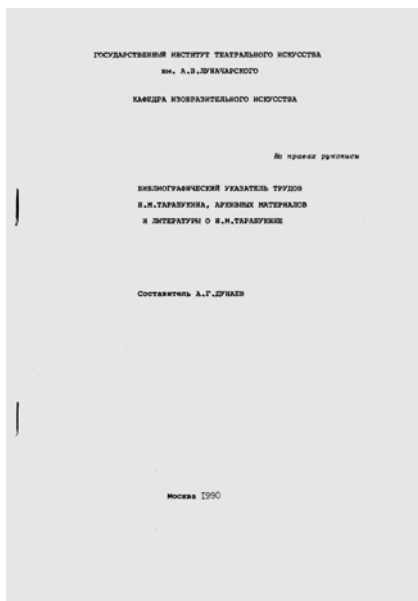 ГОСУДАРСТВЕННЫЙ ИНСТИТУТ ТЕАТРАЛЬНОГО ИСКУССТВА
им. А.В.ЛУНАЧАРСКОГО
КАФЕДРА ИЗОБРАЗИТЕЛЬНОГО ИСКУССТВА
На правах рукописи
БИБЛИОГРАФИЧЕСКИЙ УКАЗАТЕЛЬ ТРУДОВ
Н.М.ТАРАБУКИНА, АРХИВНЫХ МАТЕРИАЛОВ
И ЛИТЕРАТУРЫ О Н.М.ТАРАБУКИНЕ
Составитель А.Г.ДУНАЕВ
Москва 1990